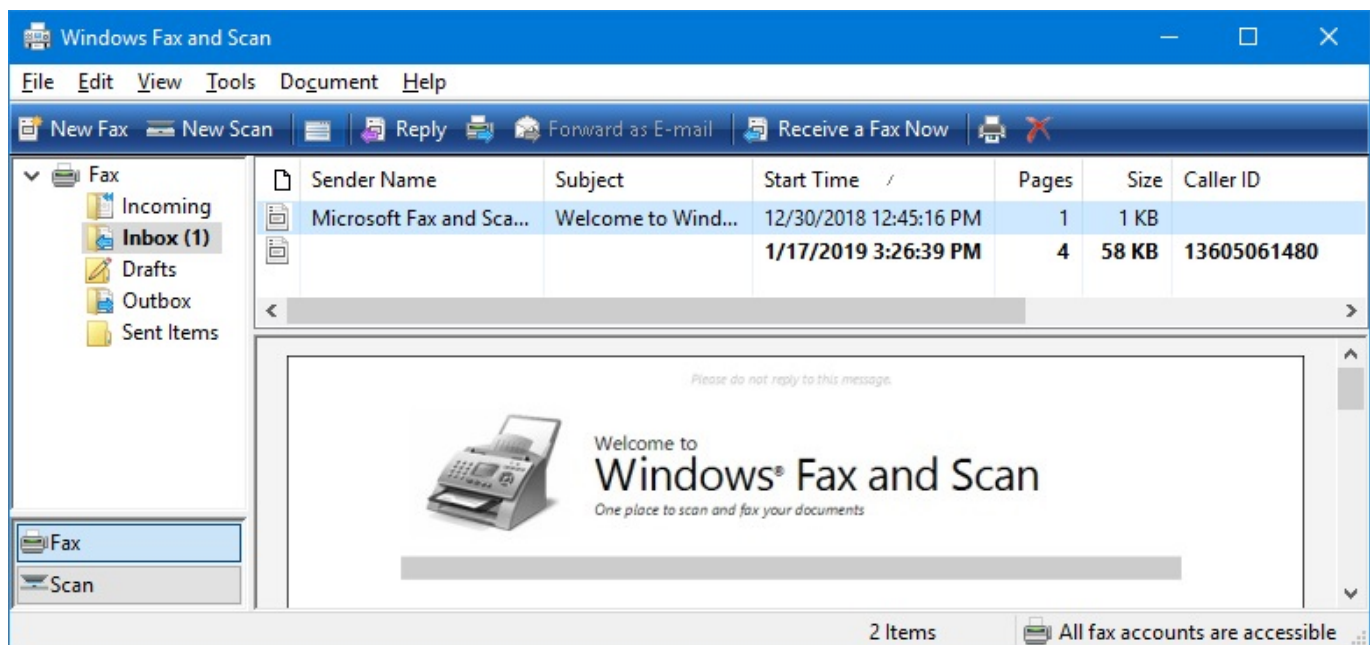 Windows Fax and Scan
File Edit View Tools Document Help
New Fax New Scan Reply Forward as E-mail Receive a Fax Now
Fax
Incoming
Inbox (1)
Drafts
Outbox
Sent Items
Fax
Scan
Sender Name Subject Start Time Pages Size Caller ID
Microsoft Fax and Sca... Welcome to Wind... 12/30/2018 12:45:16 PM 1 1 KB
1/17/2019 3:26:39 PM 4 58 KB 13605061480
Please do not reply to this message.
Welcome to
Windows® Fax and Scan
One place to scan and fax your documents
2 Items All fax accounts are accessible